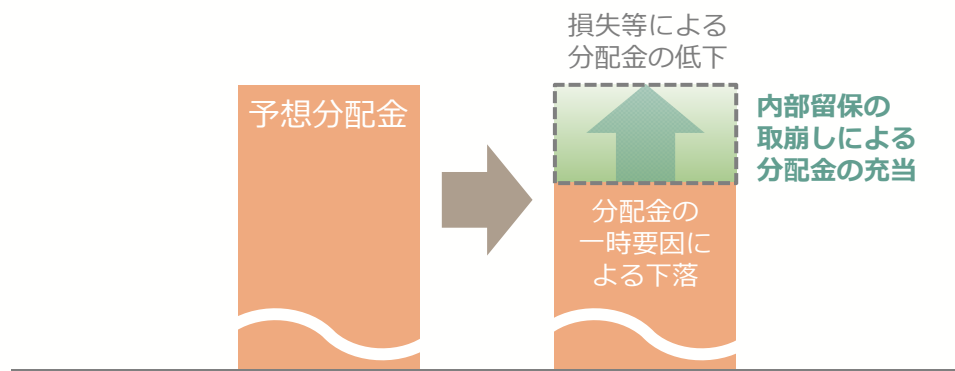 損失等による
分配金の低下
予想分配金
内部留保の
取崩しによる
分配金の充当
分配金の
一時要因に
よる下落